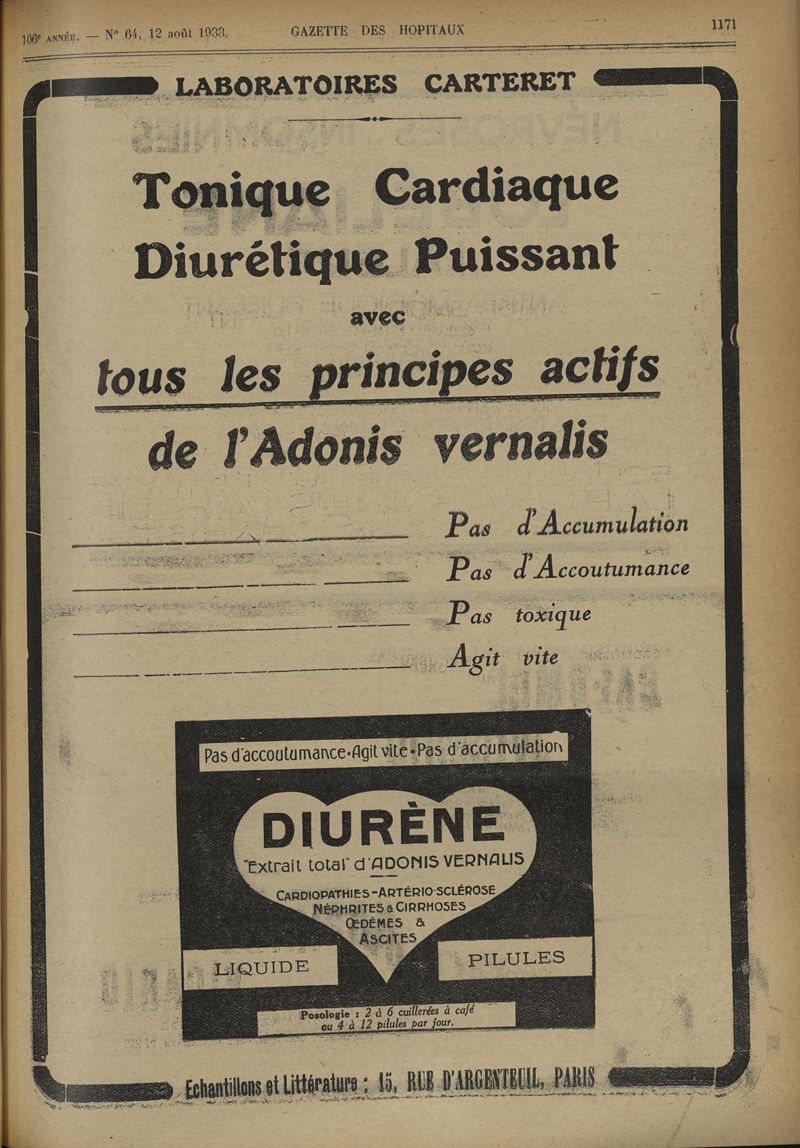 106e ANNÉE. — N° 64, 12 août 1933. GAZETTE DES HOPITAUX 1171
LABORATOIRES CARTERET
Tonique Cardiaque
Diurétique Puissant
avec
tous les principes actifs
de l'Adonis vernalis
Pas d'Accumulation
Pas d'Accoutumance
Pas toxique
Agit vite
Pas d'accoutumance-Agit vite-Pas d'accumulation
DIURÈNE
"Extrait total" d'ADONIS VERNALIS
CARDIOPATHIES-ARTÉRIO-SCLÉROSE
NÉPHRITES & CIRRHOSES
ŒDÈMES &
ASCITES
LIQUIDE PILULES
Posologie : 2 à 6 cuillerées à café
ou 4 à 12 pilules par jour.
Echantillons et Littérature : 15, RUE D'ARGENTEUIL, PARIS